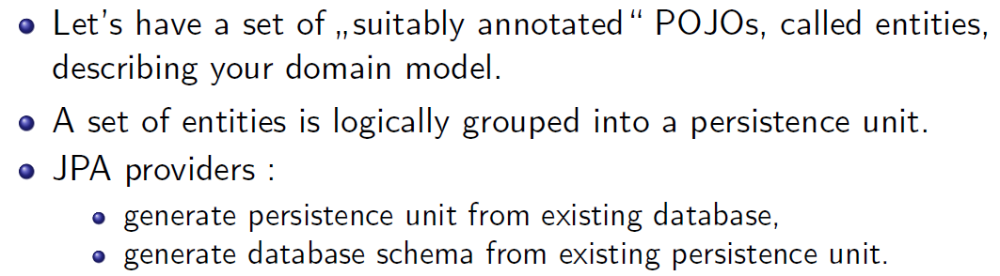 Let's have a set of „suitably annotated“ POJOs, called entities,
describing your domain model.
A set of entities is logically grouped into a persistence unit.
JPA providers :
generate persistence unit from existing database,
generate database schema from existing persistence unit.